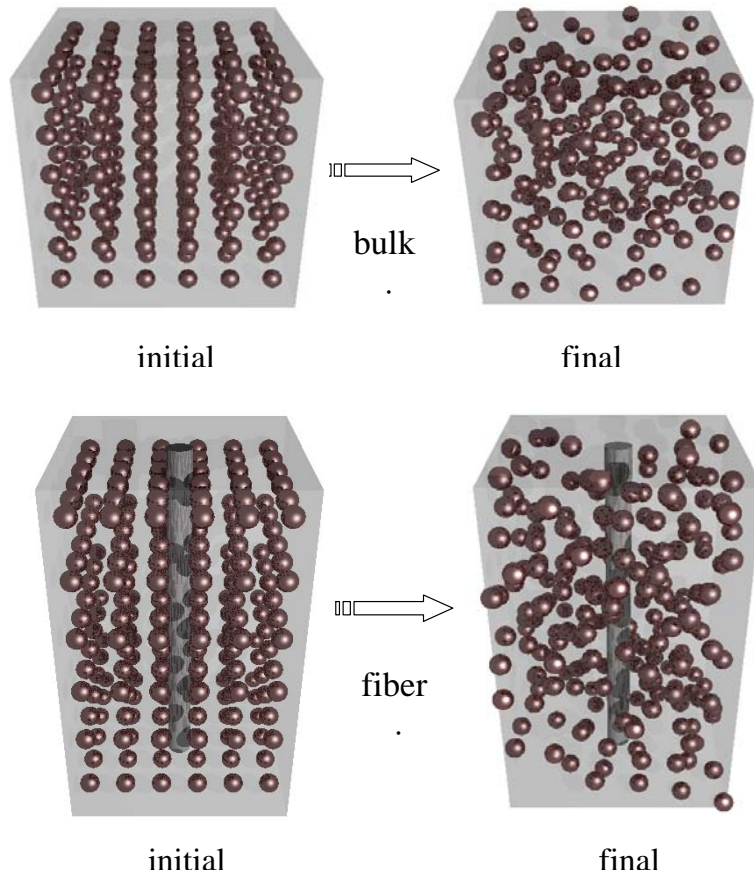 bulk
.
initial
final
fiber
.
initial
final